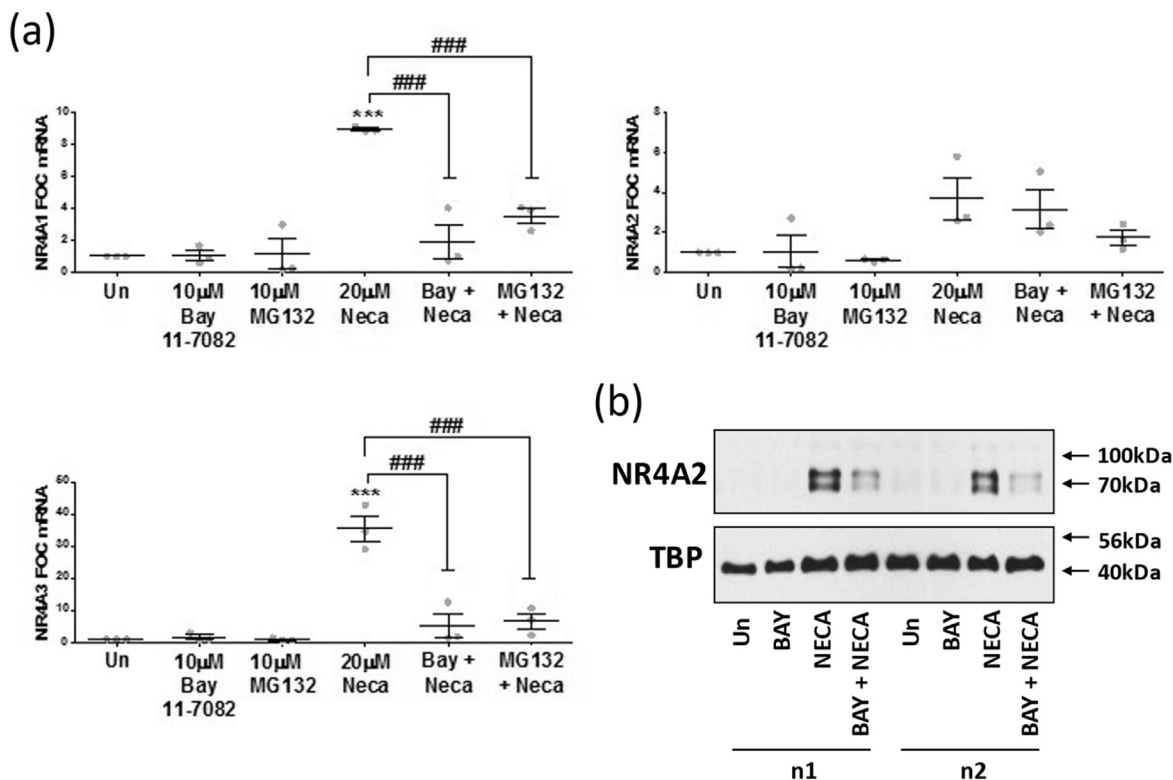 (a)
###
###
***
NR4A1 FOC mRNA
10
8
6
4
2
0
Un
10μM
Bay
11-7082
10μM
MG132
20μM
Neca
Bay +
Neca
MG132
+ Neca
NR4A2 FOC mRNA
8
6
4
2
0
Un
10μM
Bay
11-7082
10μM
MG132
20μM
Neca
Bay +
Neca
MG132
+ Neca
###
###
***
NR4A3 FOC mRNA
50
40
30
20
10
0
Un
10μM
Bay
11-7082
10μM
MG132
20μM
Neca
Bay +
Neca
MG132
+ Neca
(b)
NR4A2
100kDa
70kDa
TBP
56kDa
40kDa
Un
BAY
NECA
BAY + NECA
Un
BAY
NECA
BAY + NECA
n1
n2